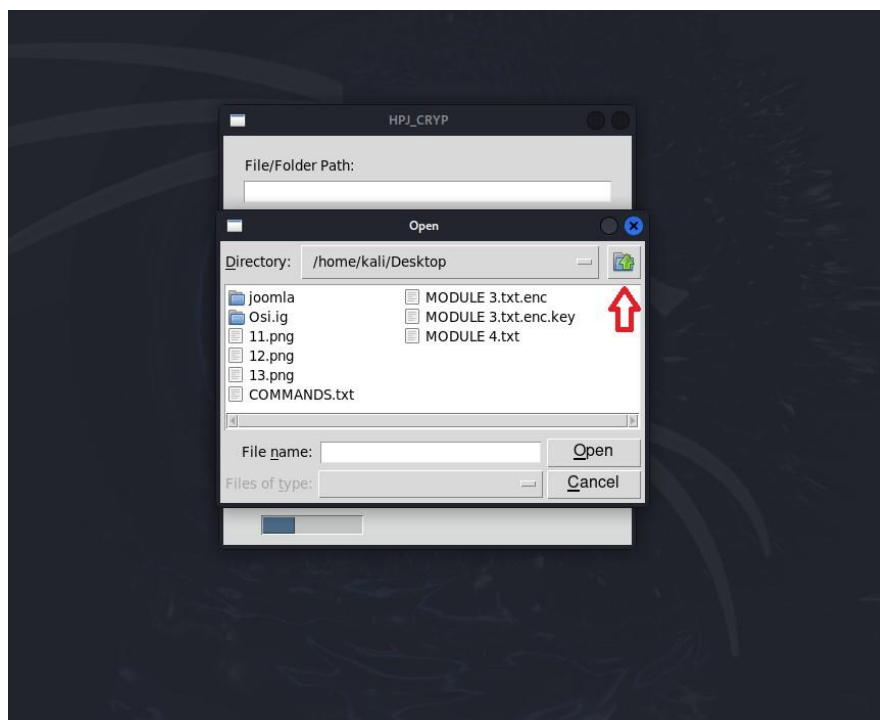 HPJ_CRYP
File/Folder Path:
Open
Directory: /home/kali/Desktop
joomla
Osi.ig
11.png
12.png
13.png
COMMANDS.txt
MODULE 3.txt.enc
MODULE 3.txt.enc.key
MODULE 4.txt
File name:
Open
Files of type:
Cancel